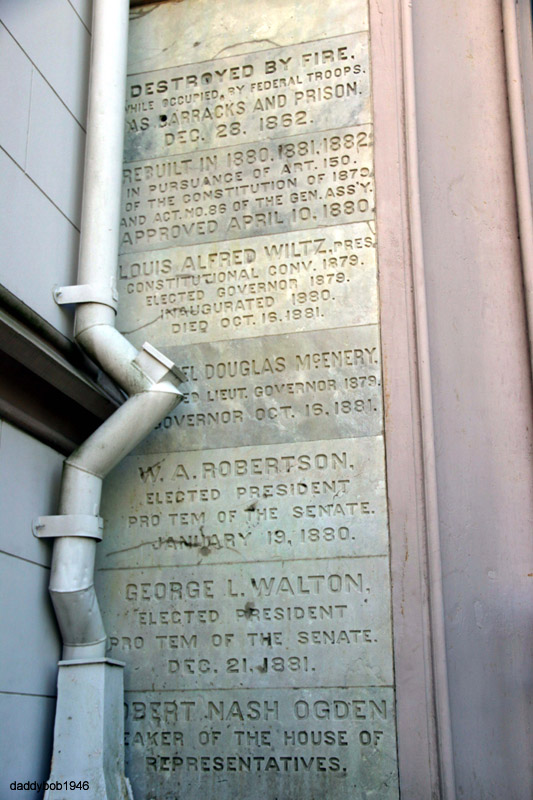 DESTROYED BY FIRE.
WHILE OCCUPIED, BY FEDERAL TROOPS.
AS BARRACKS AND PRISON.
DEC. 28. 1862.
REBUILT IN 1880.1881.1882
IN PURSUANCE OF ART. 150.
OF THE CONSTITUTION OF 1879
AND ACT. NO. 86 OF THE GEN. ASS'Y.
APPROVED APRIL 10, 1880
LOUIS ALFRED WILTZ, PRES.
CONSTITUTIONAL CONV. 1879.
ELECTED GOVERNOR 1879.
INAUGURATED 1880.
DIED OCT. 16. 1881.
EL DOUGLAS McENERY.
ED LIEUT. GOVERNOR 1879.
GOVERNOR OCT. 16, 1881.
W. A. ROBERTSON,
ELECTED PRESIDENT
PRO TEM OF THE SENATE.
JANUARY 19, 1880.
GEORGE L. WALTON,
ELECTED PRESIDENT
PRO TEM OF THE SENATE.
DEC. 21. 1881.
OBERT NASH OGDEN
EAKER OF THE HOUSE OF
REPRESENTATIVES,
daddybob1946